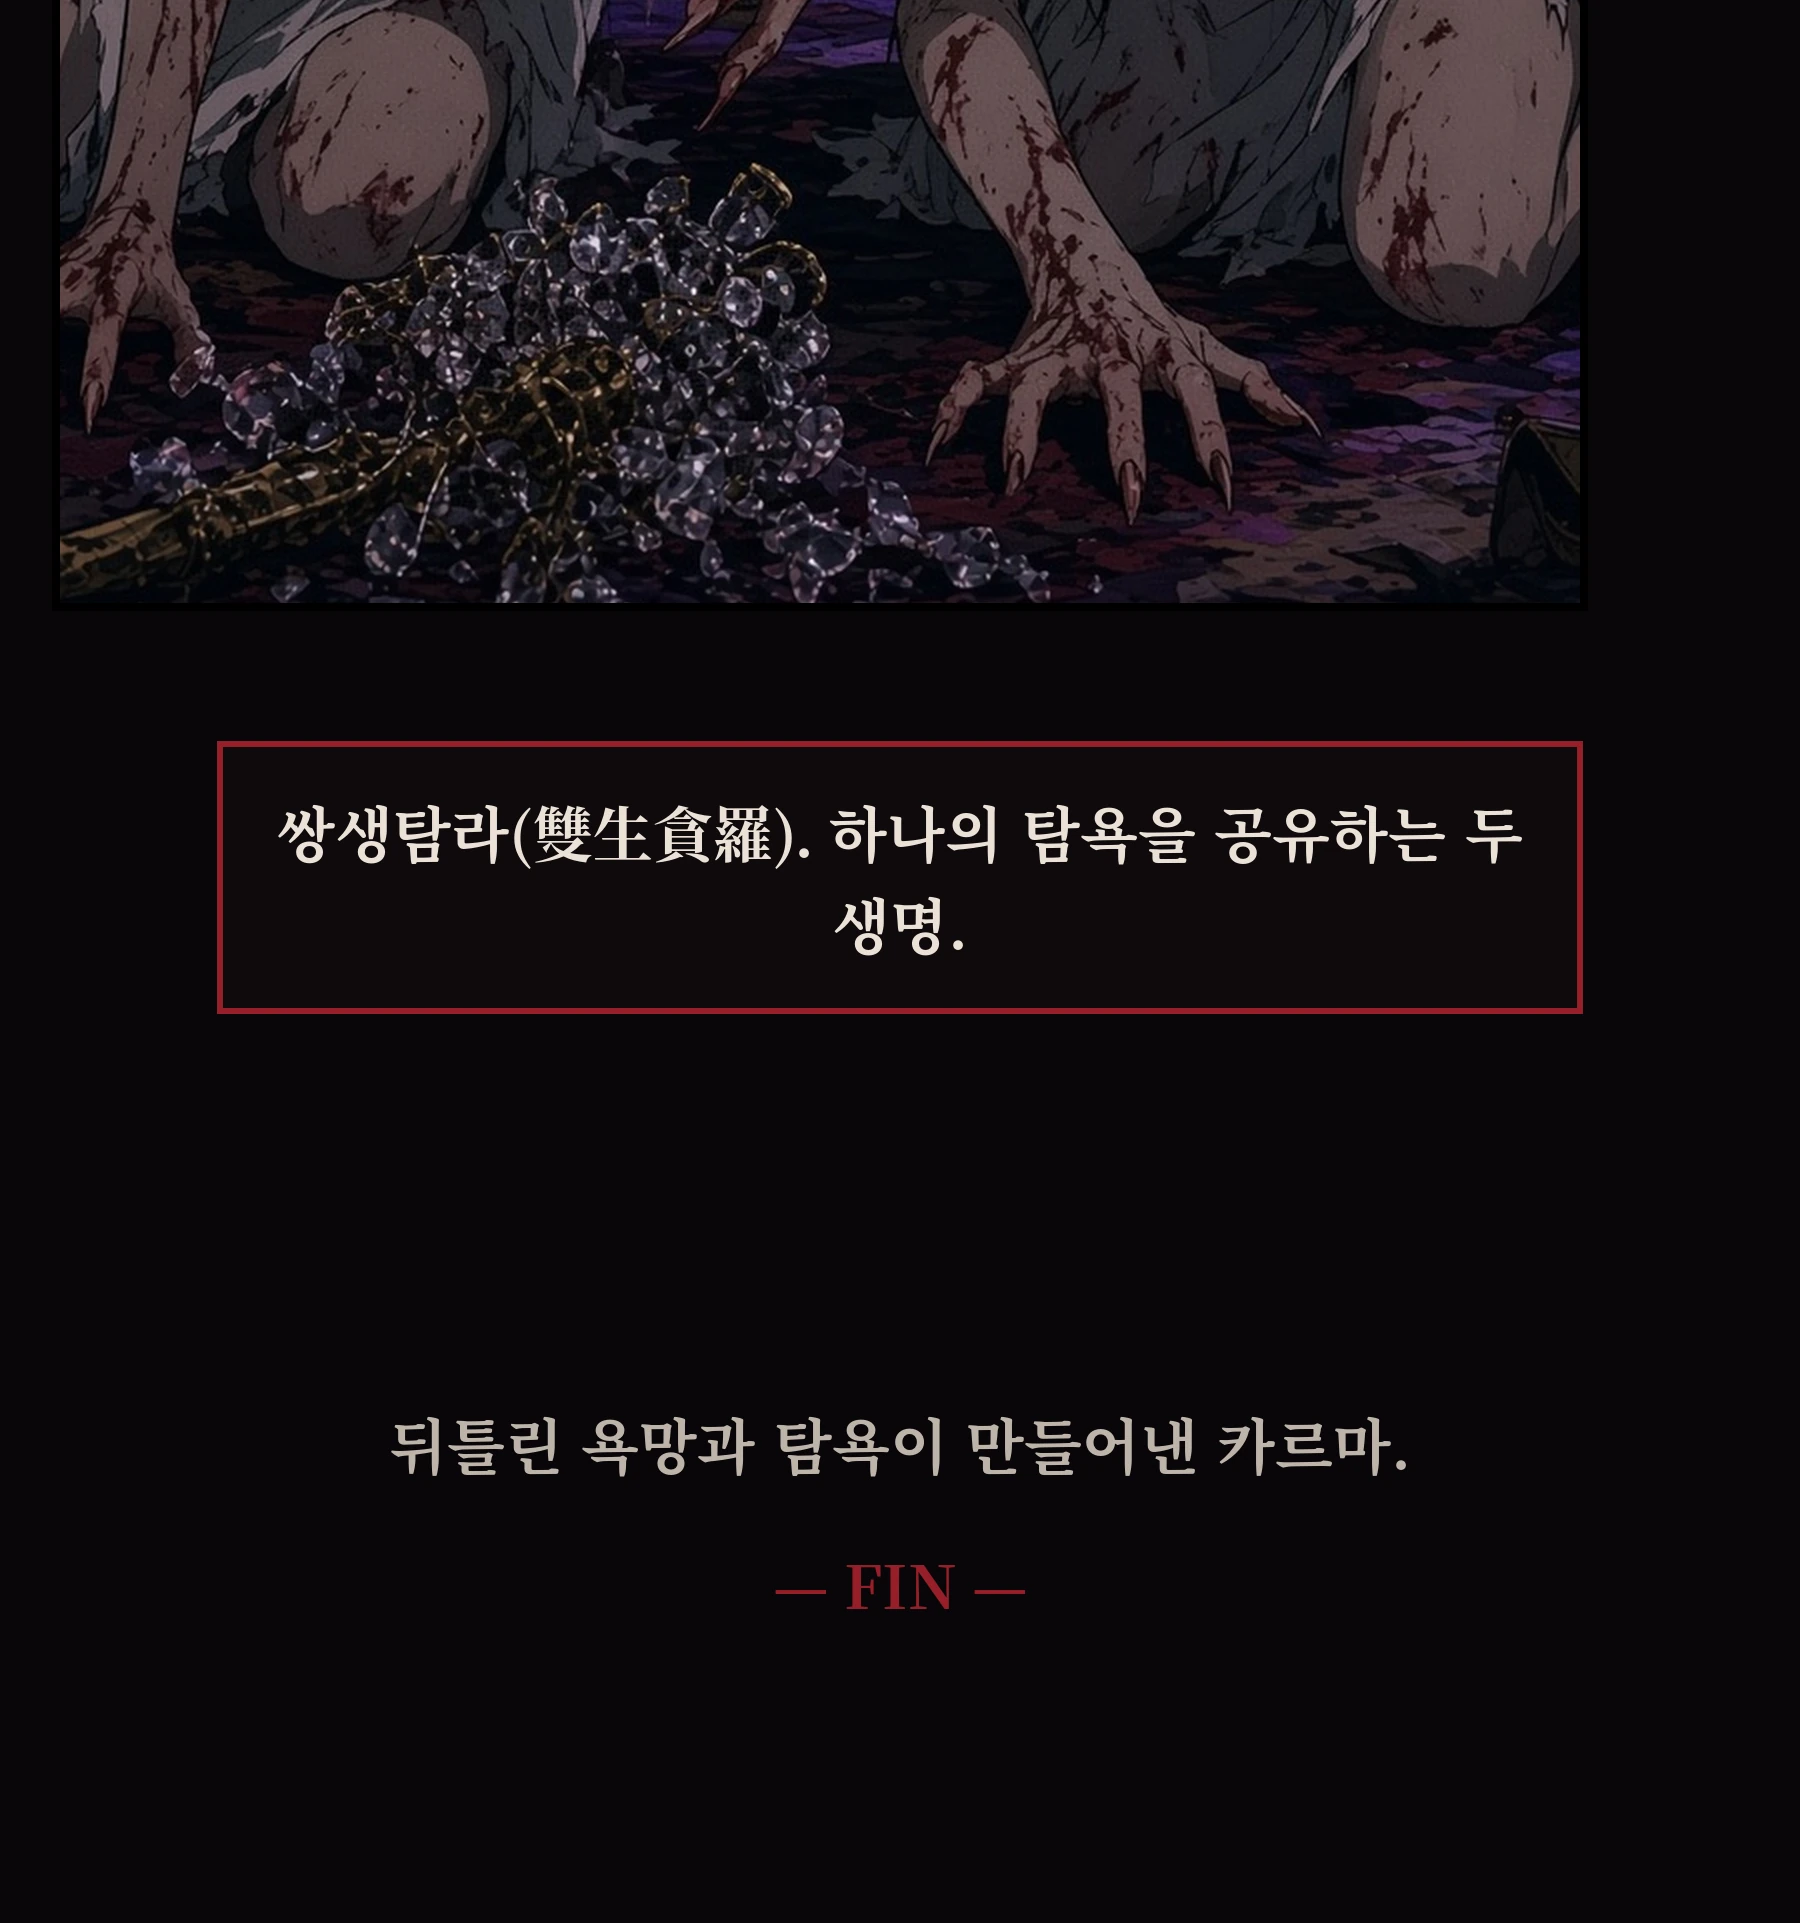 쌍생탐라(雙生貪羅). 하나의 탐욕을 공유하는 두
생명.
뒤틀린 욕망과 탐욕이 만들어낸 카르마.
— FIN —